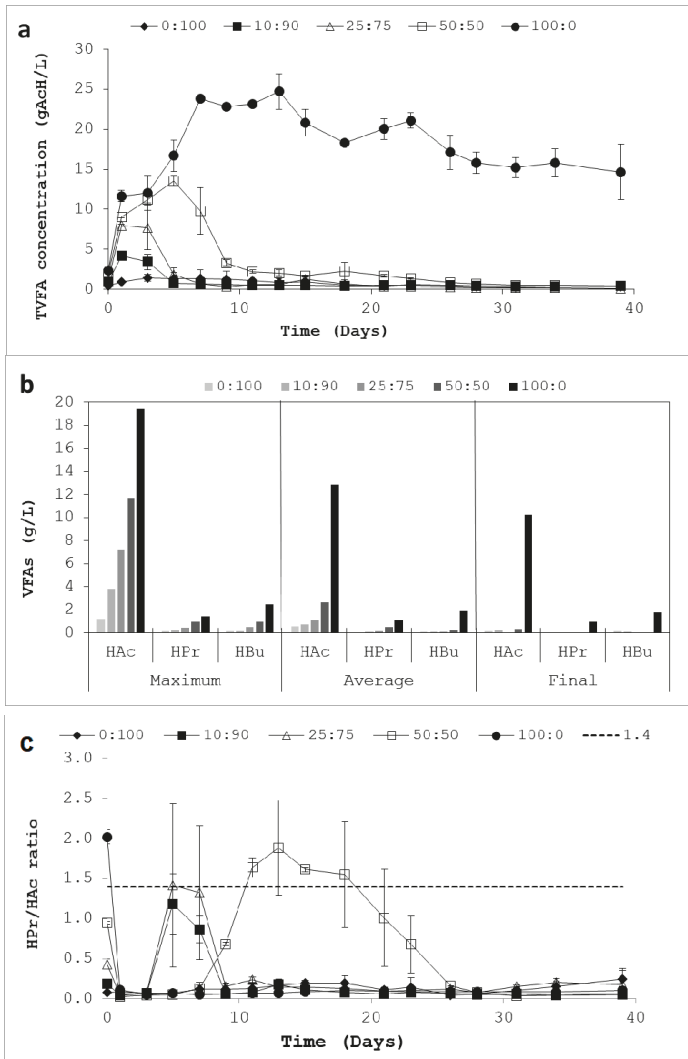 a
0:100 10:90 25:75 50:50 100:0
30
25
20
15
10
5
0
TVFA concentration (gAcH/L)
0 10 20 30 40
Time (Days)
b
0:100 10:90 25:75 50:50 100:0
20
18
16
14
12
10
8
6
4
2
0
VFAs (g/L)
HAc HPr HBu HAc HPr HBu HAc HPr HBu
Maximum Average Final
c
0:100 10:90 25:75 50:50 100:0 1.4
3.0
2.5
2.0
1.5
1.0
0.5
0.0
HPr/HAc ratio
0 10 20 30 40
Time (Days)